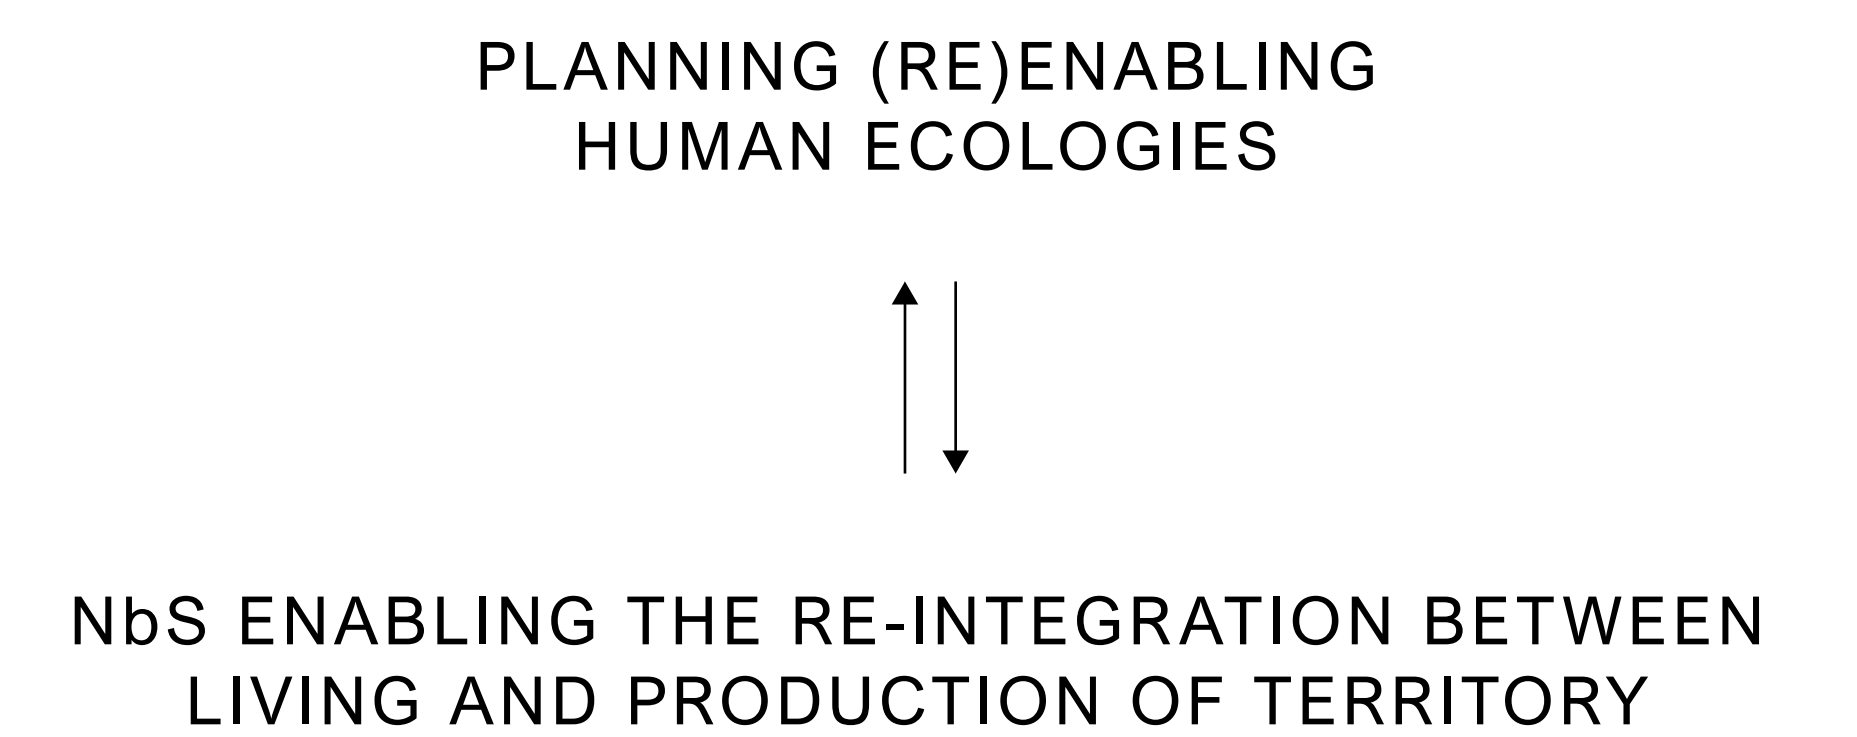 PLANNING (RE)ENABLING
HUMAN ECOLOGIES
NbS ENABLING THE RE-INTEGRATION BETWEEN
LIVING AND PRODUCTION OF TERRITORY